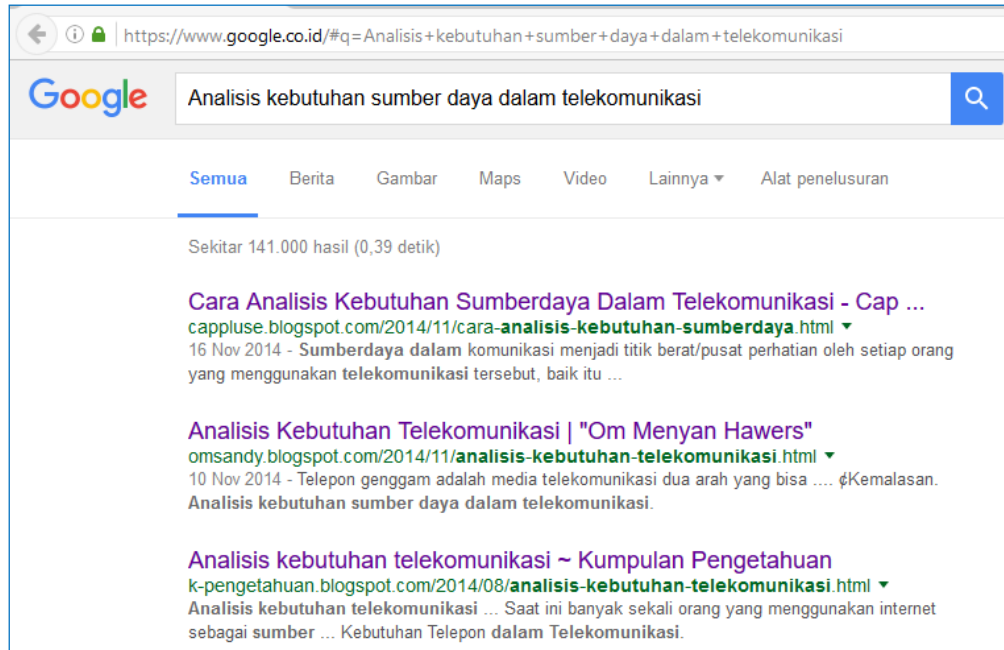 https://www.google.co.id/#q=Analisis+kebutuhan+sumber+daya+dalam+telekomunikasi
Google Analisis kebutuhan sumber daya dalam telekomunikasi
Semua Berita Gambar Maps Video Lainnya ▾ Alat penelusuran
Sekitar 141.000 hasil (0,39 detik)
Cara Analisis Kebutuhan Sumberdaya Dalam Telekomunikasi - Cap ...
cappluse.blogspot.com/2014/11/cara-analisis-kebutuhan-sumberdaya.html ▾
16 Nov 2014 - Sumberdaya dalam komunikasi menjadi titik berat/pusat perhatian oleh setiap orang
yang menggunakan telekomunikasi tersebut, baik itu ...
Analisis Kebutuhan Telekomunikasi | "Om Menyan Hawers"
omsandy.blogspot.com/2014/11/analisis-kebutuhan-telekomunikasi.html ▾
10 Nov 2014 - Telepon genggam adalah media telekomunikasi dua arah yang bisa .... ¢Kemalasan.
Analisis kebutuhan sumber daya dalam telekomunikasi.
Analisis kebutuhan telekomunikasi ~ Kumpulan Pengetahuan
k-pengetahuan.blogspot.com/2014/08/analisis-kebutuhan-telekomunikasi.html ▾
Analisis kebutuhan telekomunikasi ... Saat ini banyak sekali orang yang menggunakan internet
sebagai sumber ... Kebutuhan Telepon dalam Telekomunikasi.